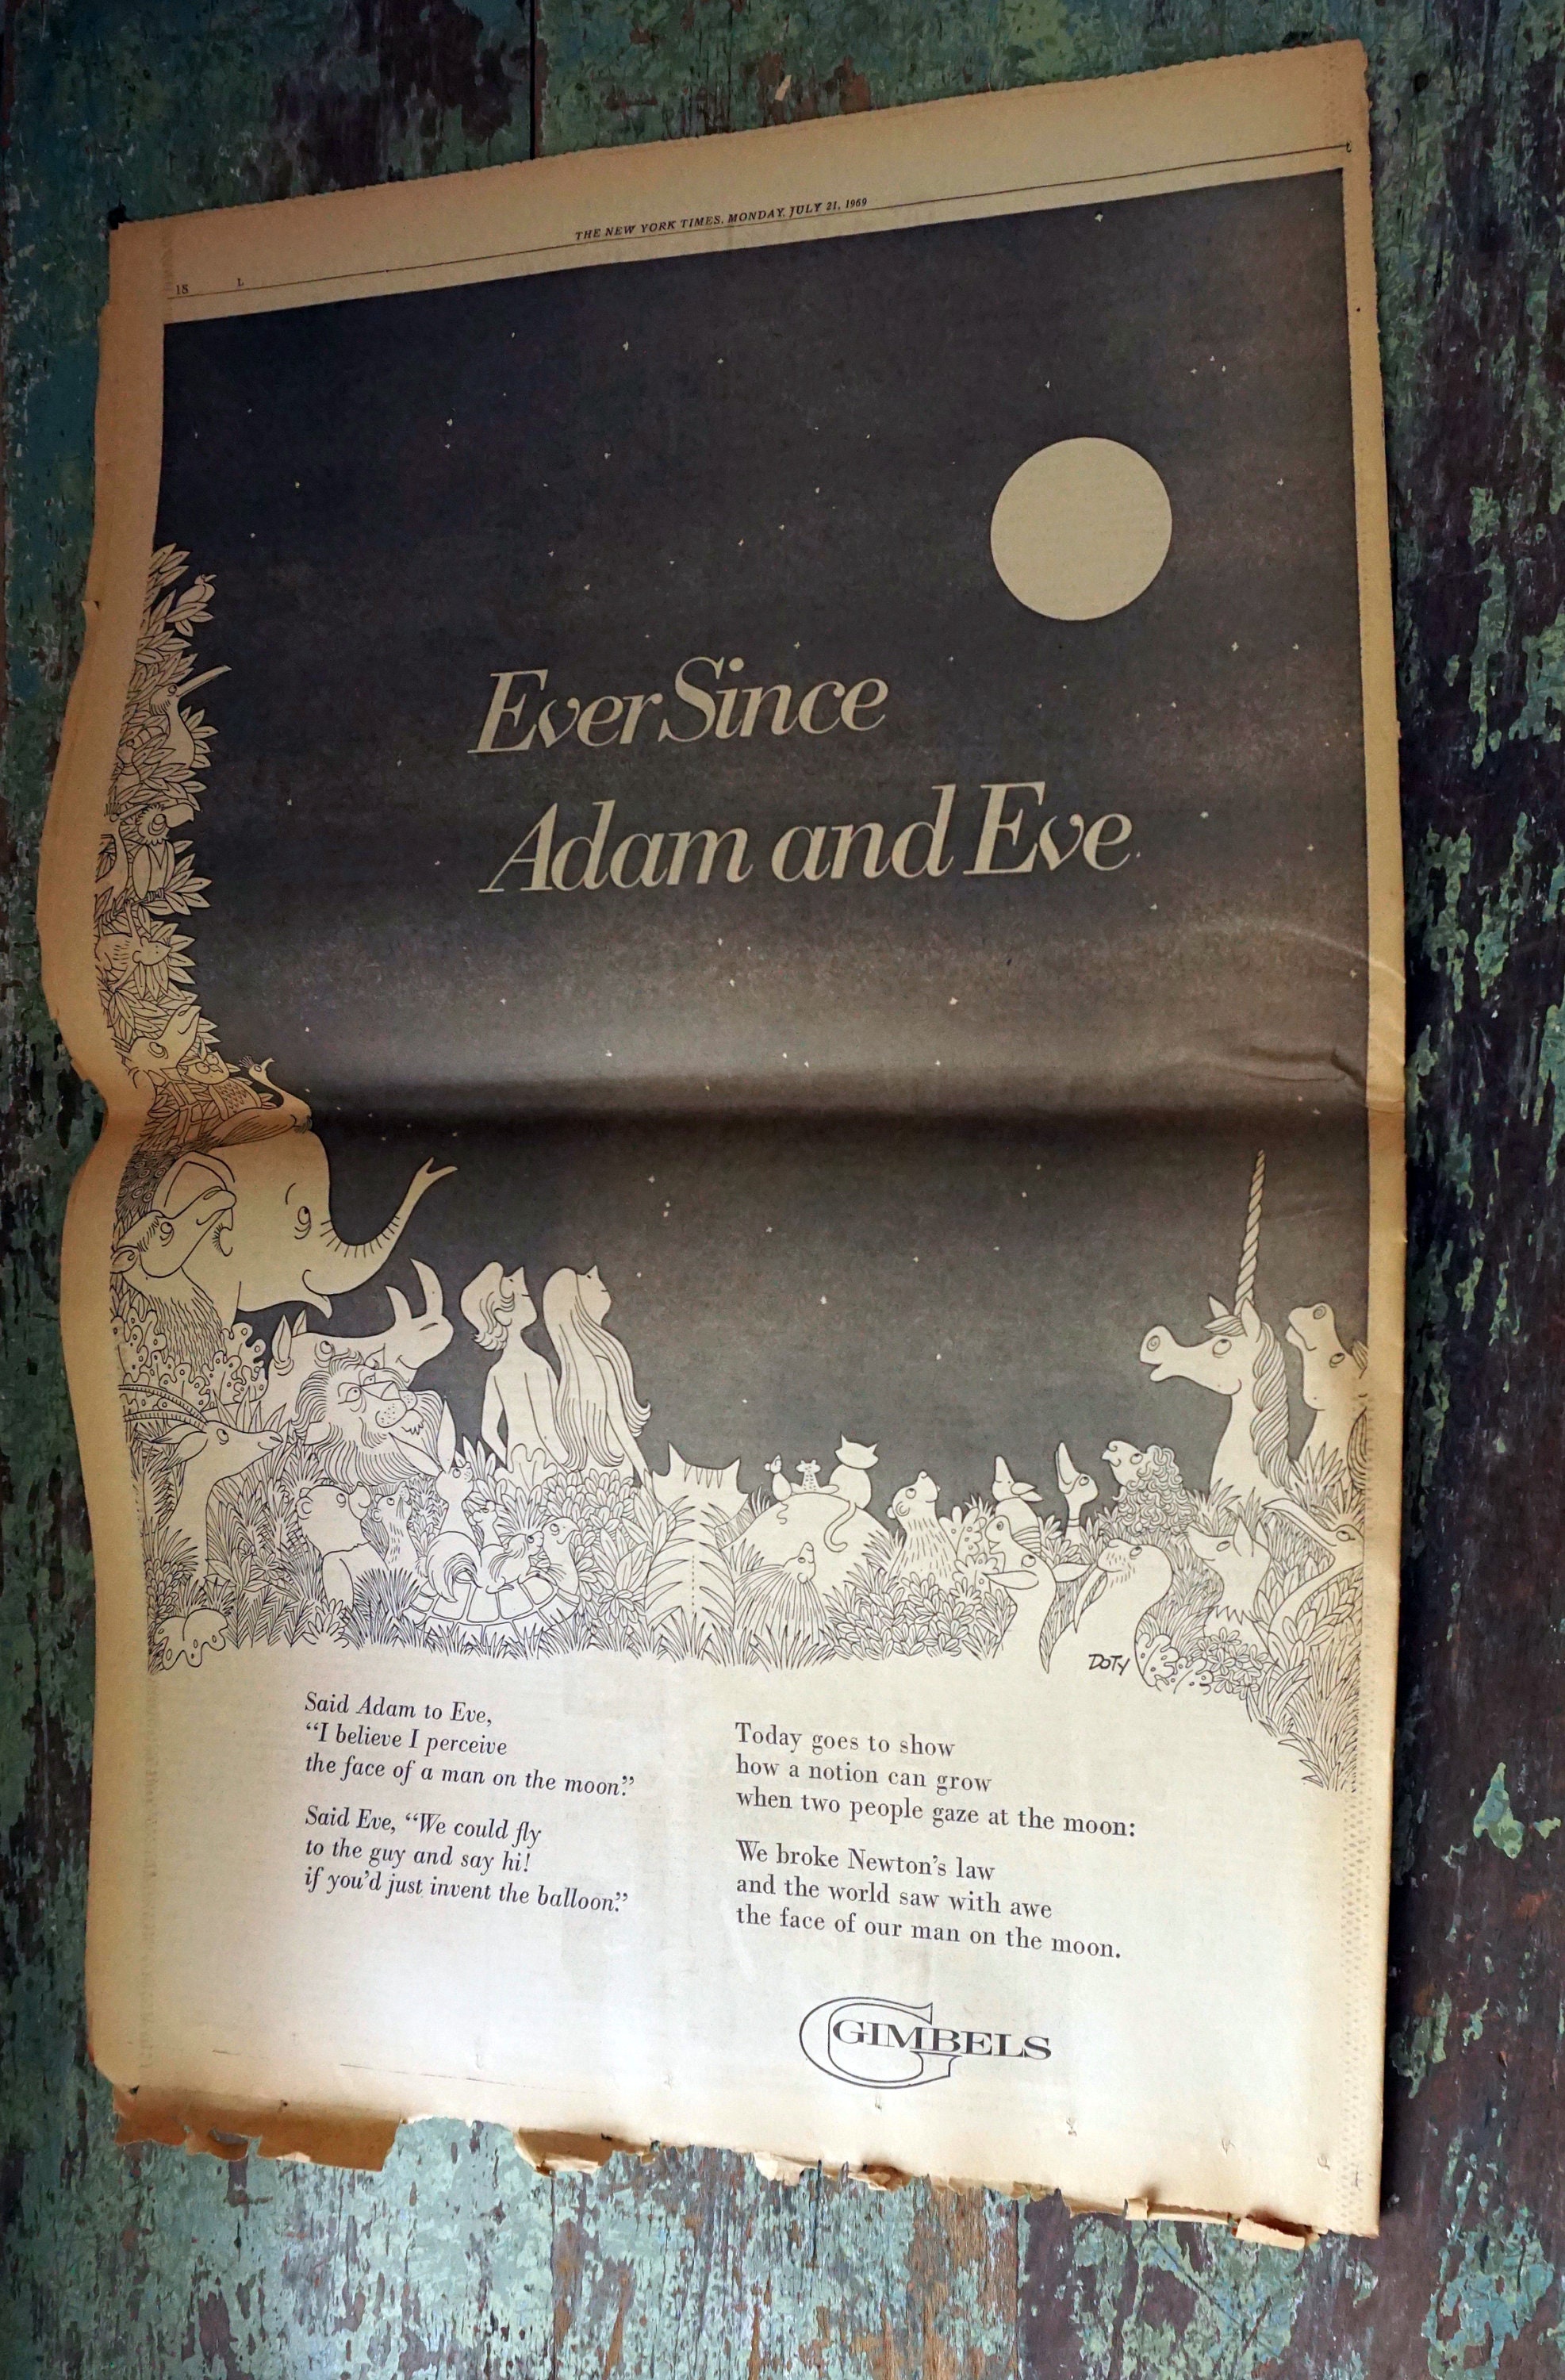 THE NEW YORK TIMES, MONDAY, JULY 21, 1969
18 L
Ever Since
Adam and Eve
DOTY
Said Adam to Eve,
“I believe I perceive
the face of a man on the moon.”
Said Eve, “We could fly
to the guy and say hi!
if you’d just invent the balloon.”
Today goes to show
how a notion can grow
when two people gaze at the moon:
We broke Newton’s law
and the world saw with awe
the face of our man on the moon.
G
GIMBELS